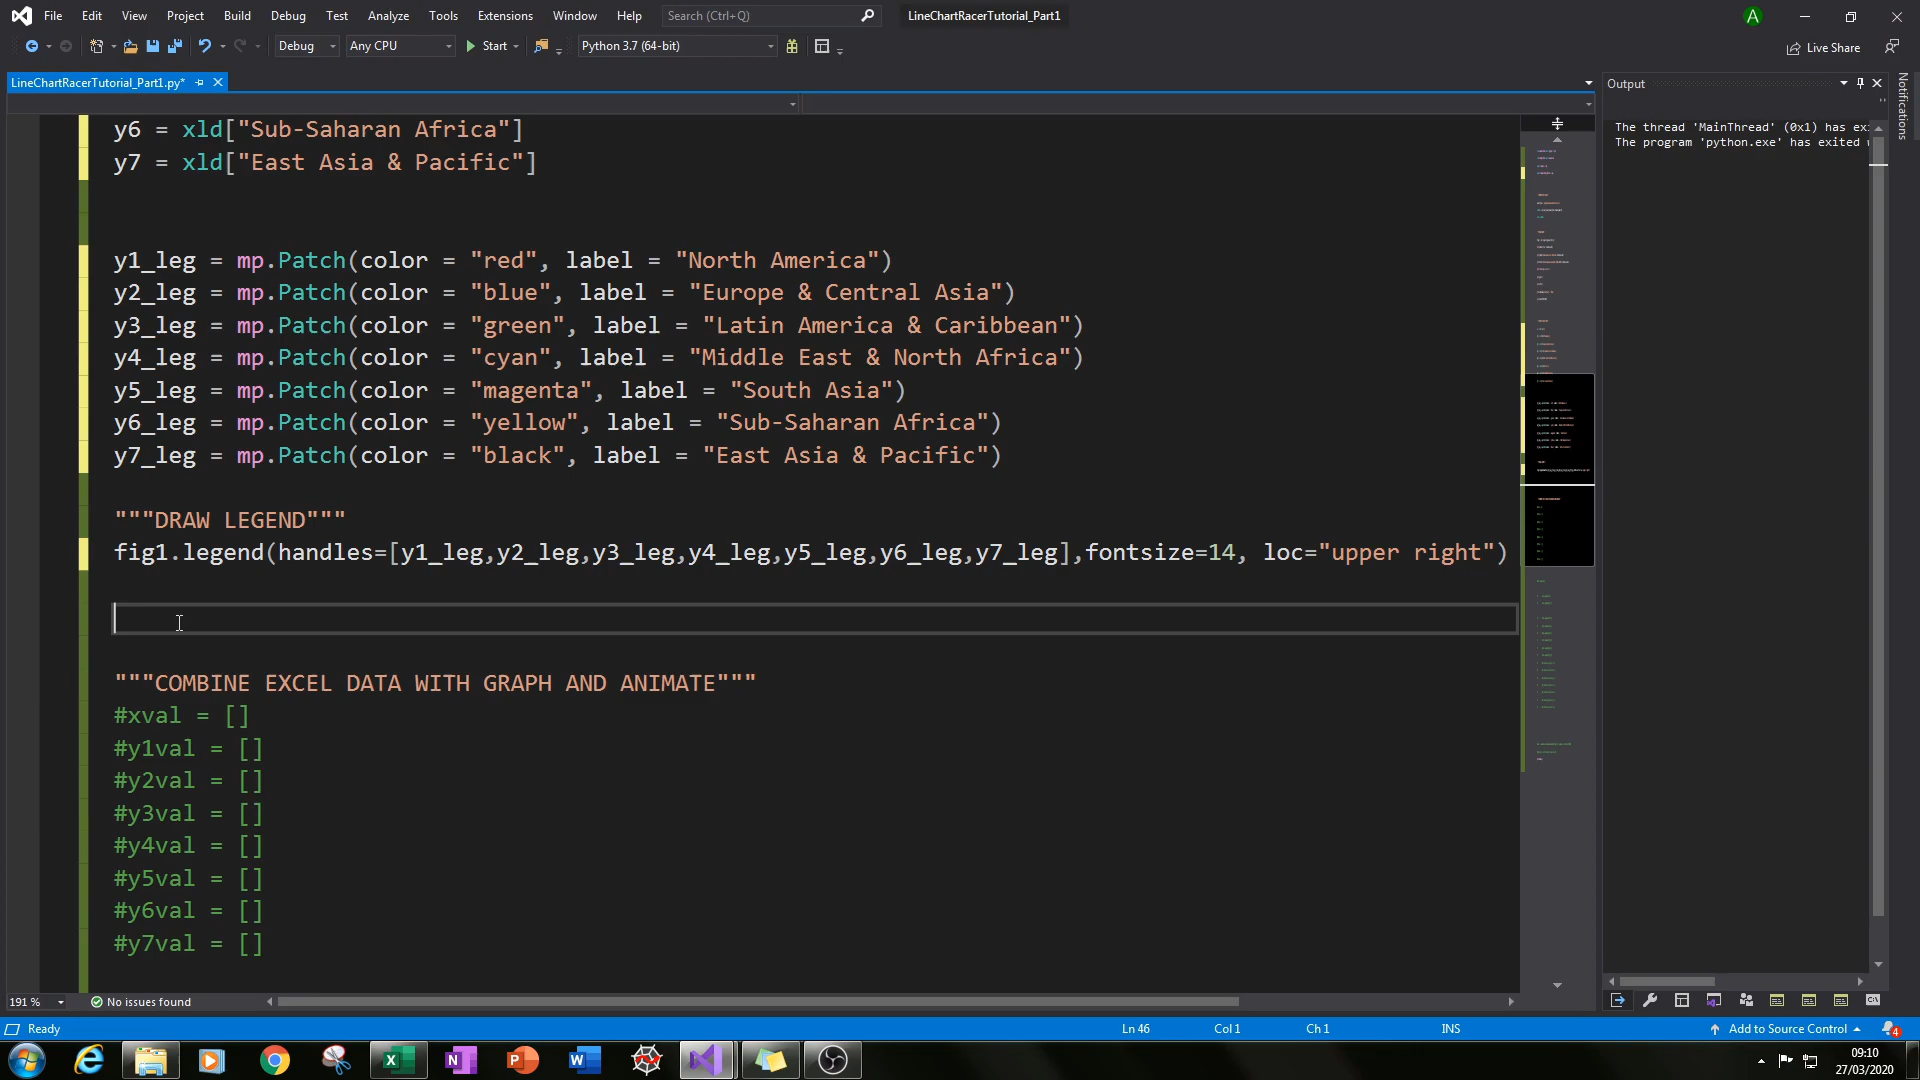 File Edit View Project Build Debug Test Analyze Tools Extensions Window Help Search (Ctrl+Q) LineChartRacerTutorial_Part1 A
Debug Any CPU Start Python 3.7 (64-bit) Live Share
LineChartRacerTutorial_Part1.py*
Output
Notifications
The thread 'MainThread' (0x1) has ex
The program 'python.exe' has exited
y6 = xld["Sub-Saharan Africa"]
y7 = xld["East Asia & Pacific"]
y1_leg = mp.Patch(color = "red", label = "North America")
y2_leg = mp.Patch(color = "blue", label = "Europe & Central Asia")
y3_leg = mp.Patch(color = "green", label = "Latin America & Caribbean")
y4_leg = mp.Patch(color = "cyan", label = "Middle East & North Africa")
y5_leg = mp.Patch(color = "magenta", label = "South Asia")
y6_leg = mp.Patch(color = "yellow", label = "Sub-Saharan Africa")
y7_leg = mp.Patch(color = "black", label = "East Asia & Pacific")
"""DRAW LEGEND"""
fig1.legend(handles=[y1_leg,y2_leg,y3_leg,y4_leg,y5_leg,y6_leg,y7_leg],fontsize=14, loc="upper right")
"""COMBINE EXCEL DATA WITH GRAPH AND ANIMATE"""
#xval = []
#y1val = []
#y2val = []
#y3val = []
#y4val = []
#y5val = []
#y6val = []
#y7val = []
191 % No issues found
Ready Ln 46 Col 1 Ch 1 INS Add to Source Control 4
09:10
27/03/2020